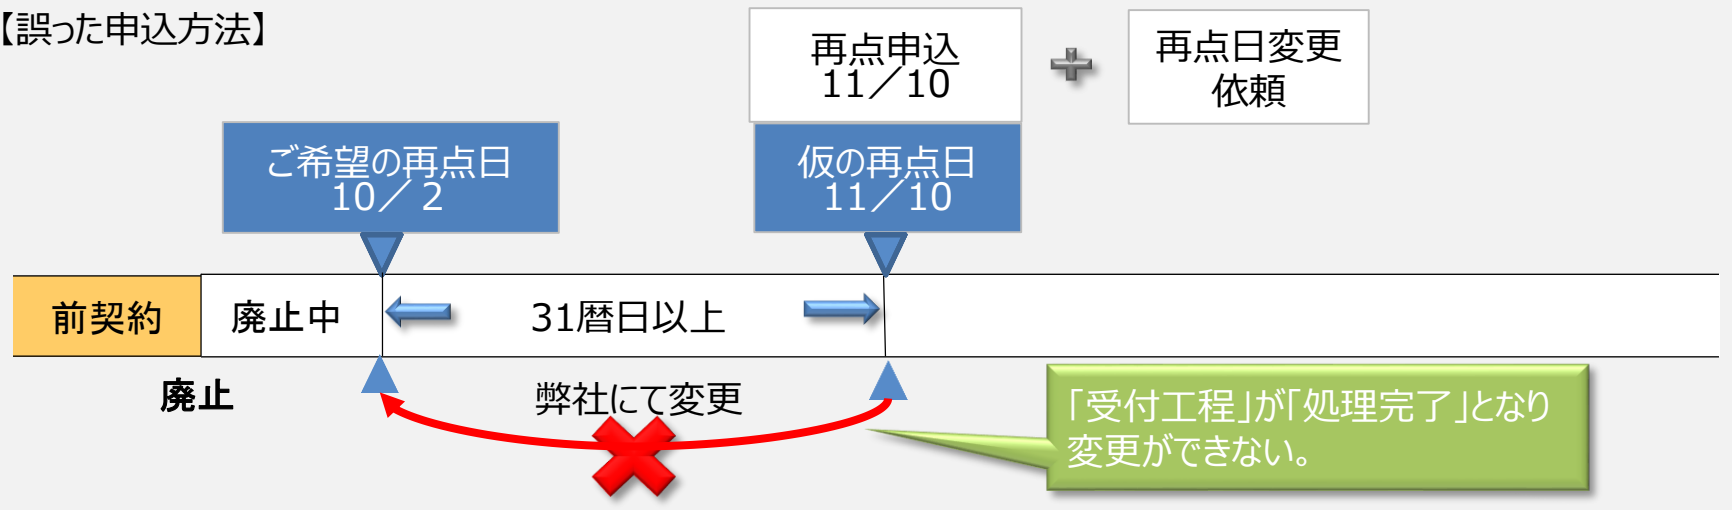 【誤った申込方法】
再点申込
11／10
再点日変更
依頼
ご希望の再点日
10／２
仮の再点日
11／10
前契約
廃止中
31暦日以上
廃止
弊社にて変更
「受付工程」が「処理完了」となり
変更ができない。